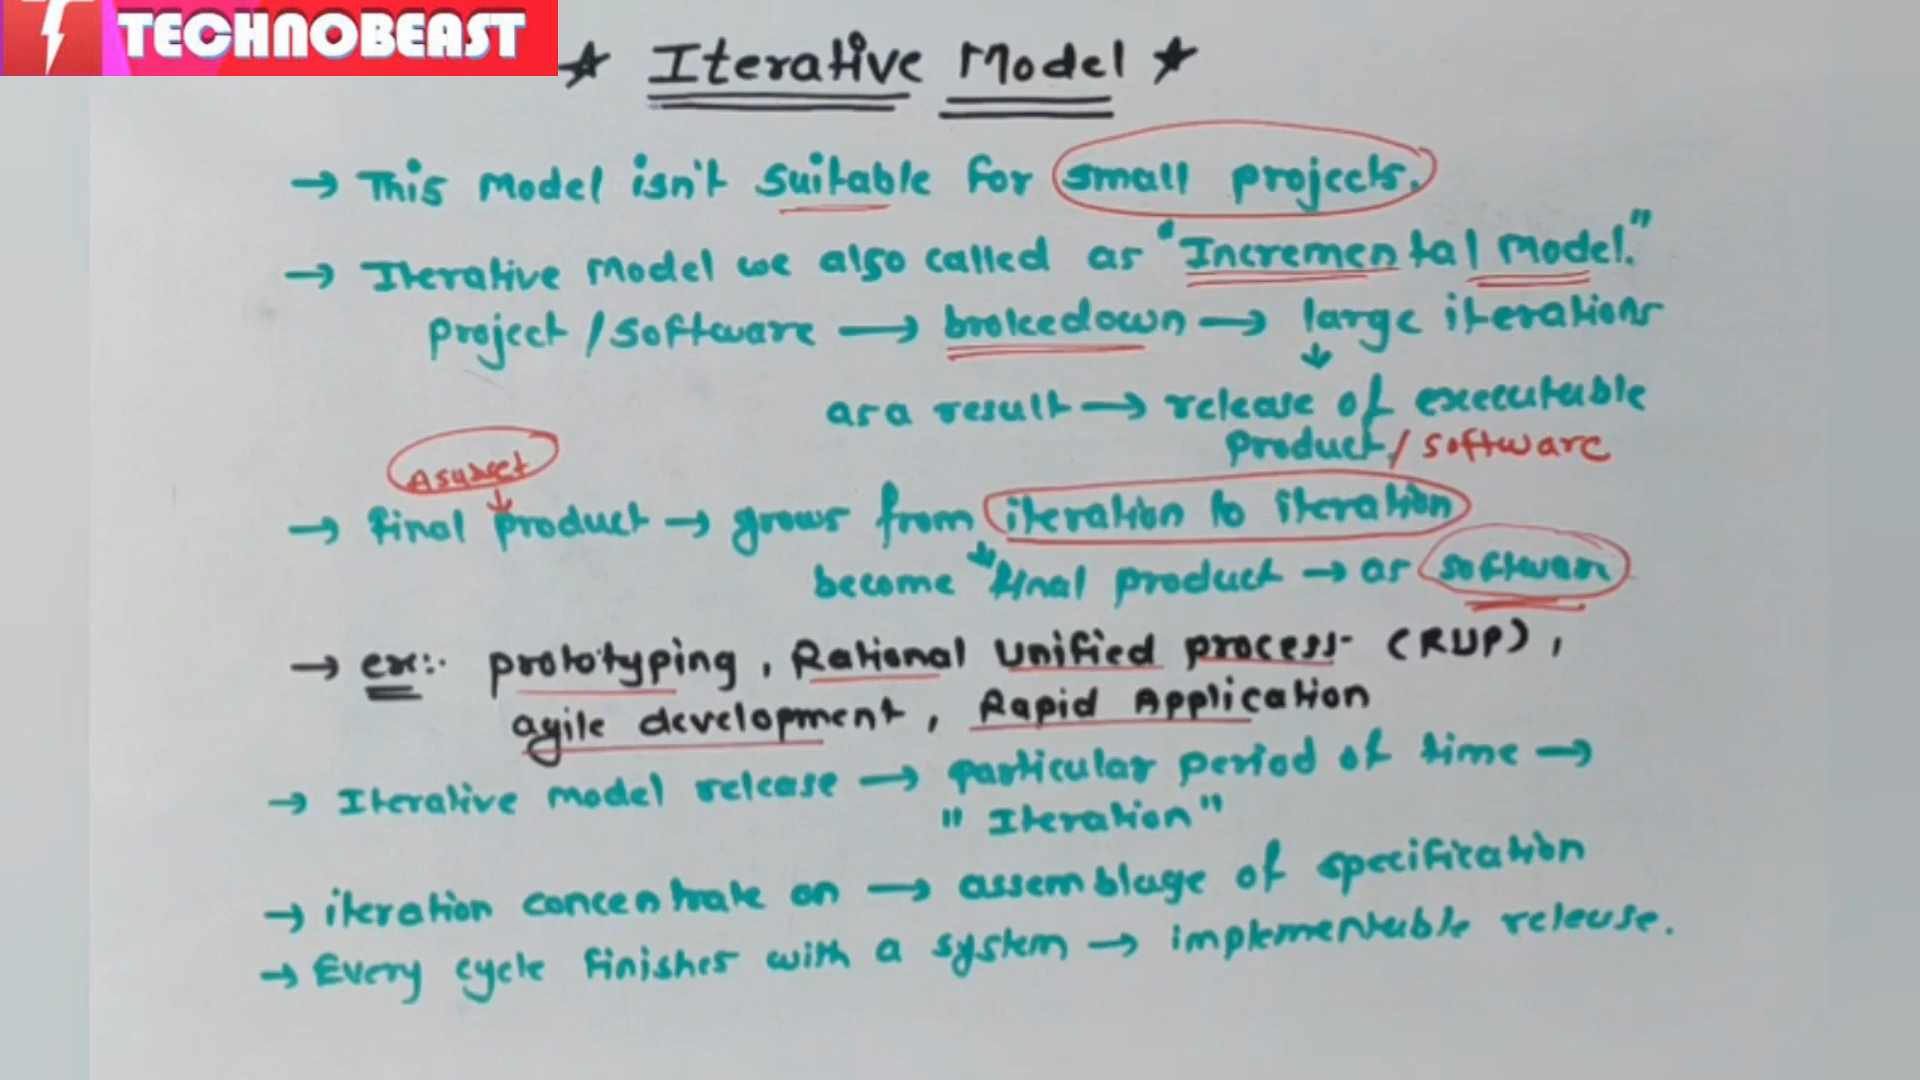 TECHNOBEAST
★ Iterative Model ★
→ This Model isn't suitable for small projects.
→ Iterative Model we also called as "Incremental Model."
project/software → brokedown → large iterations
↓
as a result → release of executable
product/software
→ final product → grows from iteration to iteration
become final product → as software
→ ex:- prototyping, Rational Unified process (RUP),
agile development, Rapid Application
→ Iterative model release → particular period of time →
"Iteration"
→ iteration concentrate on → assemblage of specification
→ Every cycle finishes with a system → implementable release.